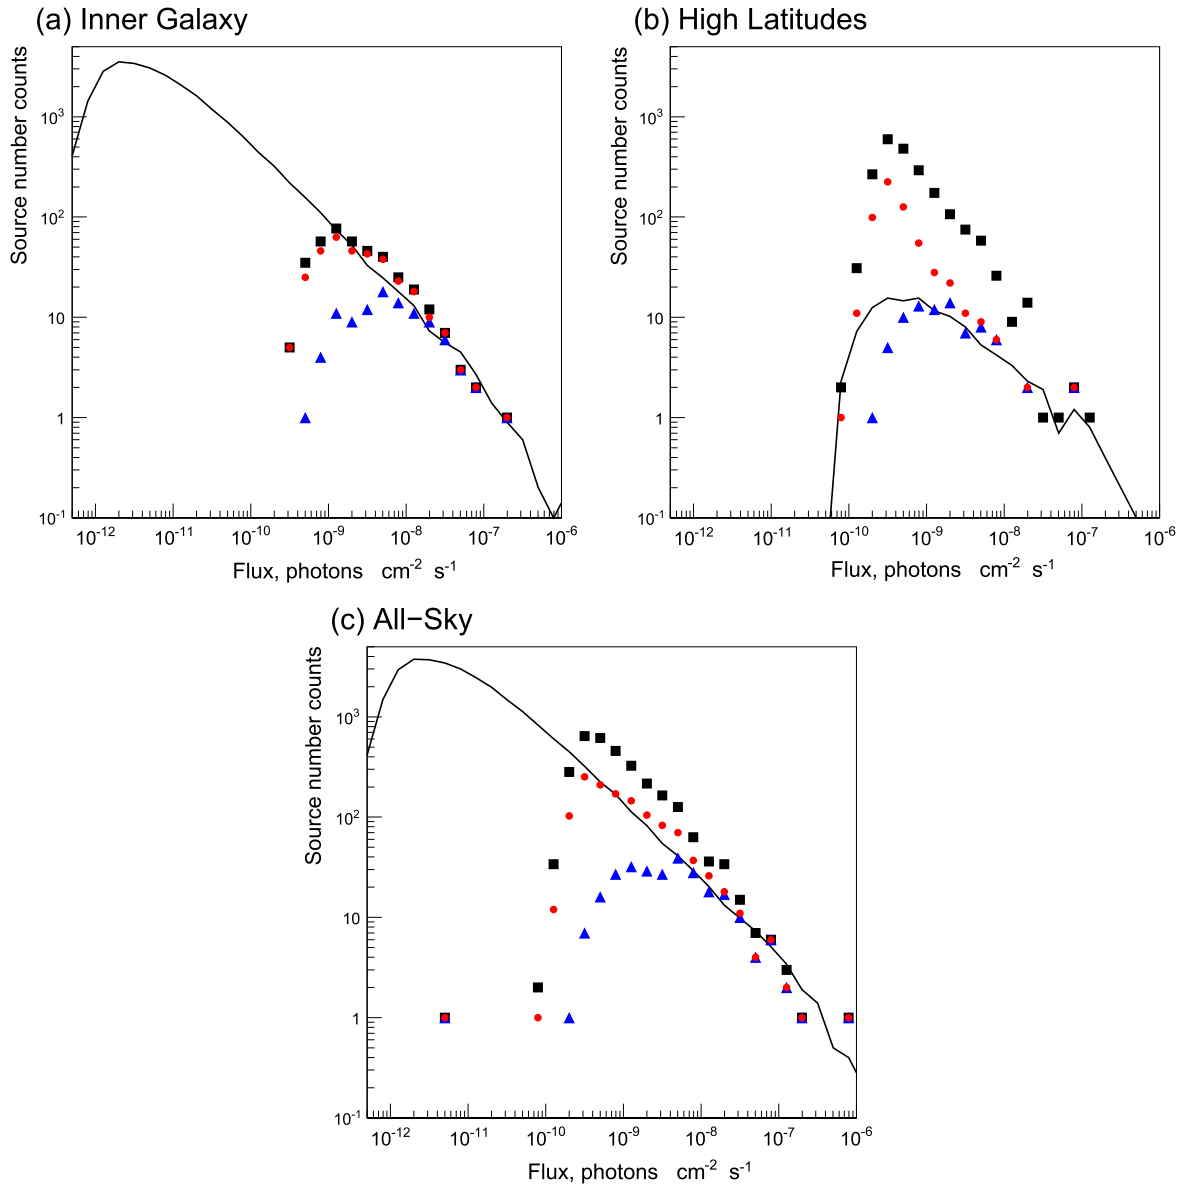 (a) Inner Galaxy
Source number counts
10³
10²
10
1
10⁻¹
10⁻¹² 10⁻¹¹ 10⁻¹⁰ 10⁻⁹ 10⁻⁸ 10⁻⁷ 10⁻⁶
Flux, photons cm⁻² s⁻¹
(b) High Latitudes
Source number counts
10³
10²
10
1
10⁻¹
10⁻¹² 10⁻¹¹ 10⁻¹⁰ 10⁻⁹ 10⁻⁸ 10⁻⁷ 10⁻⁶
Flux, photons cm⁻² s⁻¹
(c) All−Sky
Source number counts
10³
10²
10
1
10⁻¹
10⁻¹² 10⁻¹¹ 10⁻¹⁰ 10⁻⁹ 10⁻⁸ 10⁻⁷ 10⁻⁶
Flux, photons cm⁻² s⁻¹